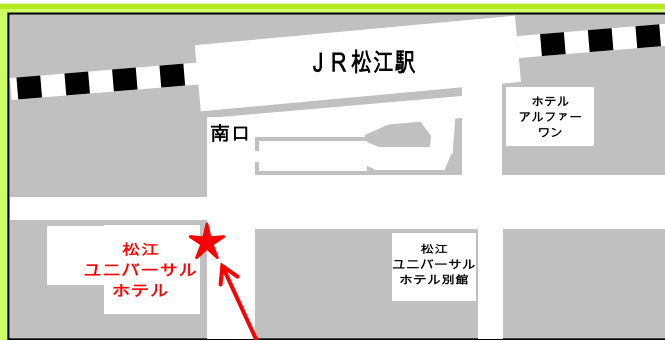 JR松江駅
南口
ホテル
アルファー
ワン
松江
ユニバーサル
ホテル
松江
ユニバーサル
ホテル別館